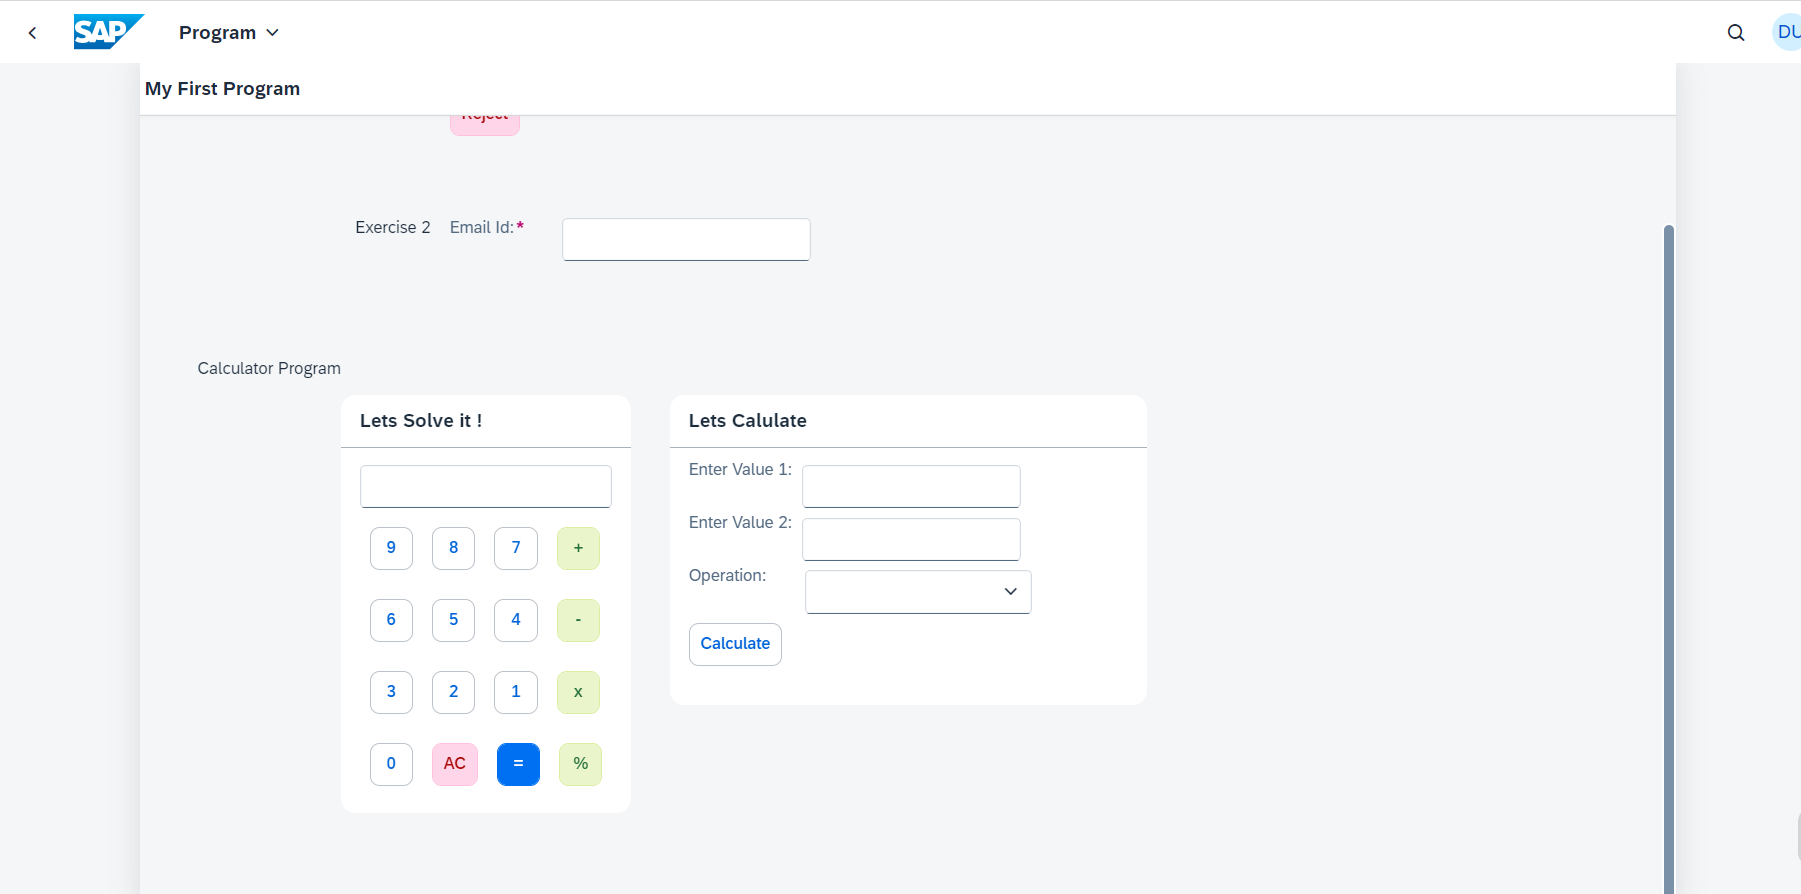 SAP Program DU
My First Program
Reject
Exercise 2 Email Id:*
Calculator Program
Lets Solve it !
9 8 7 +
6 5 4 -
3 2 1 x
0 AC = %
Lets Calulate
Enter Value 1:
Enter Value 2:
Operation:
Calculate